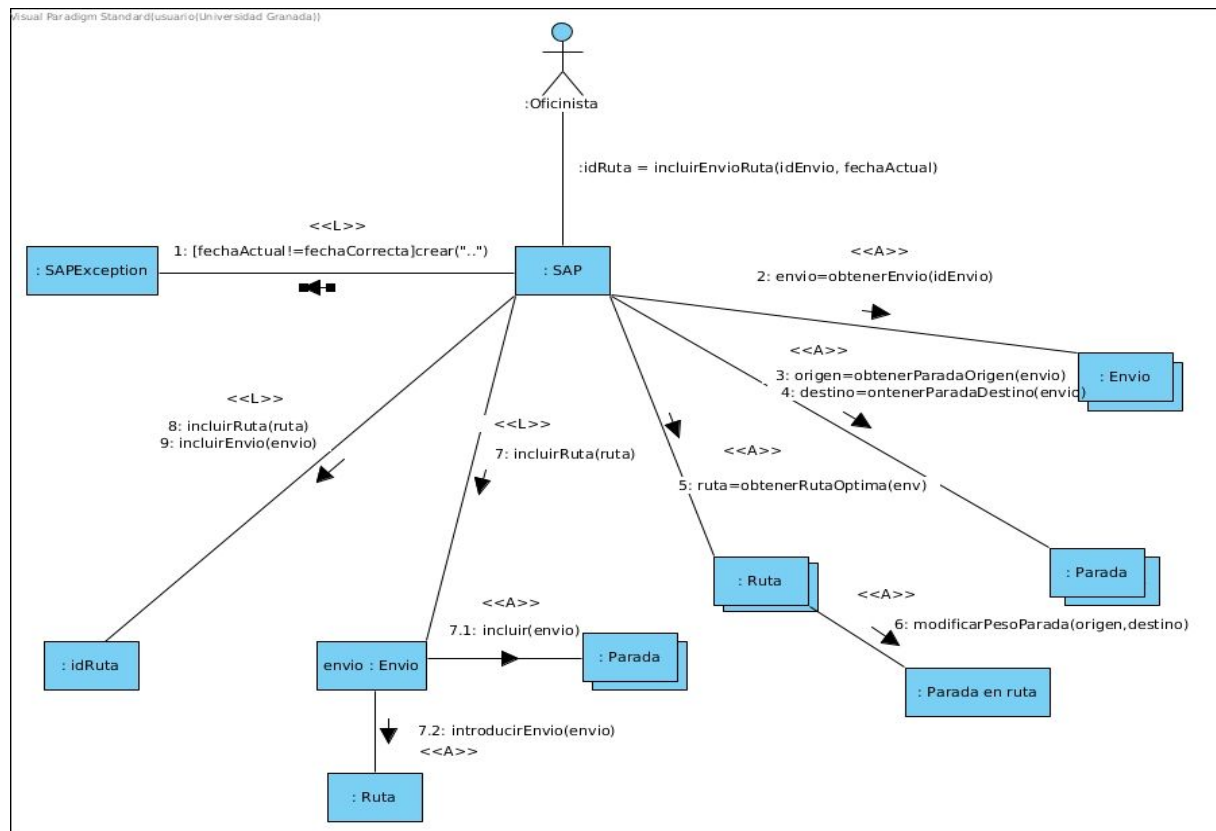 Visual Paradigm Standard(usuario(Universidad Granada))
:Oficinista
:idRuta = incluirEnvioRuta(idEnvio, fechaActual)
<<L>>
1: [fechaActual!=fechaCorrecta]crear("..")
: SAPException
: SAP
<<A>>
2: envio=obtenerEnvio(idEnvio)
<<A>>
3: origen=obtenerParadaOrigen(envio)
4: destino=ontenerParadaDestino(envio)
: Envio
<<L>>
8: incluirRuta(ruta)
9: incluirEnvio(envio)
<<L>>
7: incluirRuta(ruta)
<<A>>
5: ruta=obtenerRutaOptima(env)
: Ruta
: Parada
<<A>>
6: modificarPesoParada(origen,destino)
<<A>>
7.1: incluir(envio)
: idRuta
envio : Envio
: Parada
: Parada en ruta
7.2: introducirEnvio(envio)
<<A>>
: Ruta